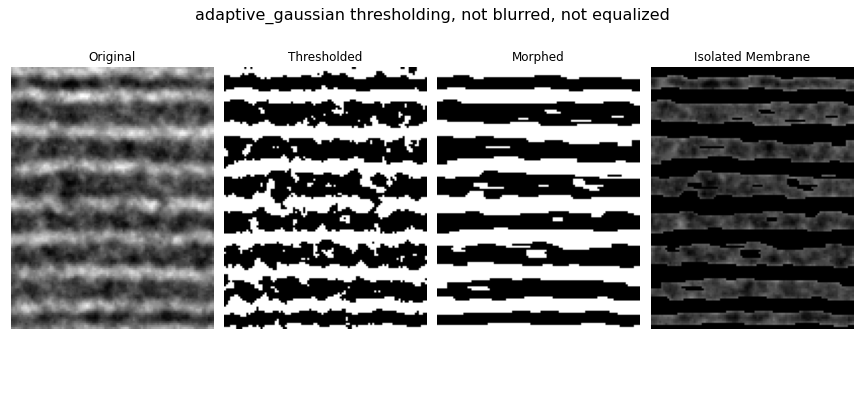 adaptive_gaussian thresholding, not blurred, not equalized
Original
Thresholded
Morphed
Isolated Membrane